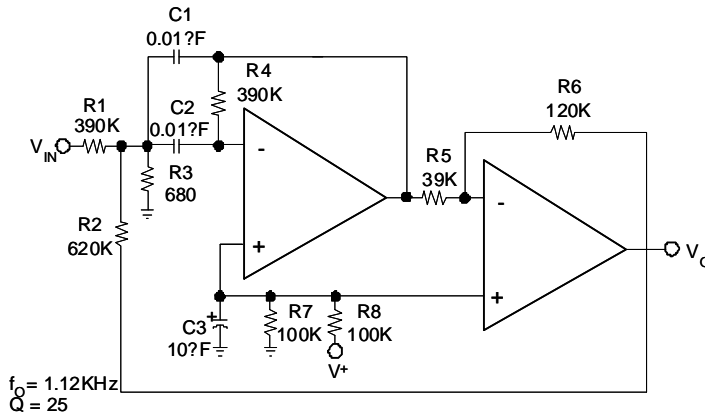 C1
0.01?F
R4
390K
R6
120K
R1
390K
C2
0.01?F
V IN
-
R5
39K
-
R3
680
R2
620K
+
+
C3
+
10?F
R7
100K
R8
100K
V+
fO = 1.12KHz
Q = 25